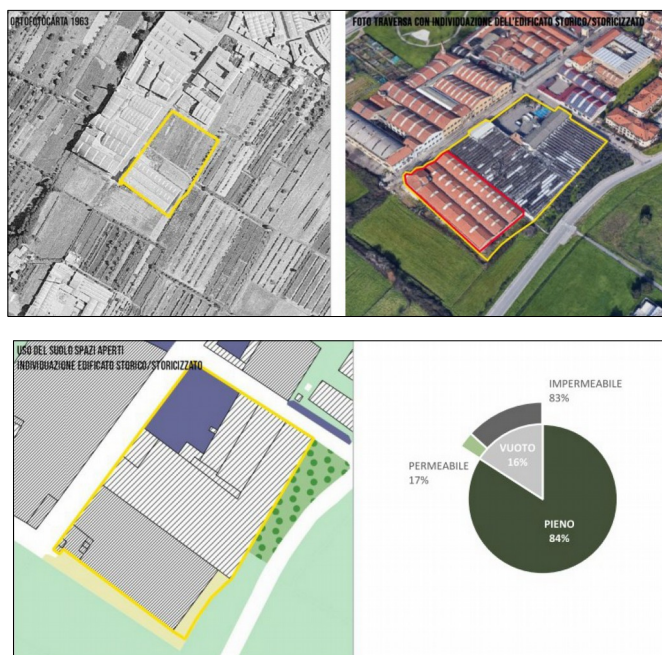 ORTOFOTOCARTA 1963
FOTO TRAVERSA CON INDIVIDUAZIONE DELL'EDIFICATO STORICO/STORICIZZATO
USO DEL SUOLO SPAZI APERTI
INDIVIDUAZIONE EDIFICATO STORICO/STORICIZZATO
IMPERMEABILE
83%
VUOTO
16%
PERMEABILE
17%
PIENO
84%